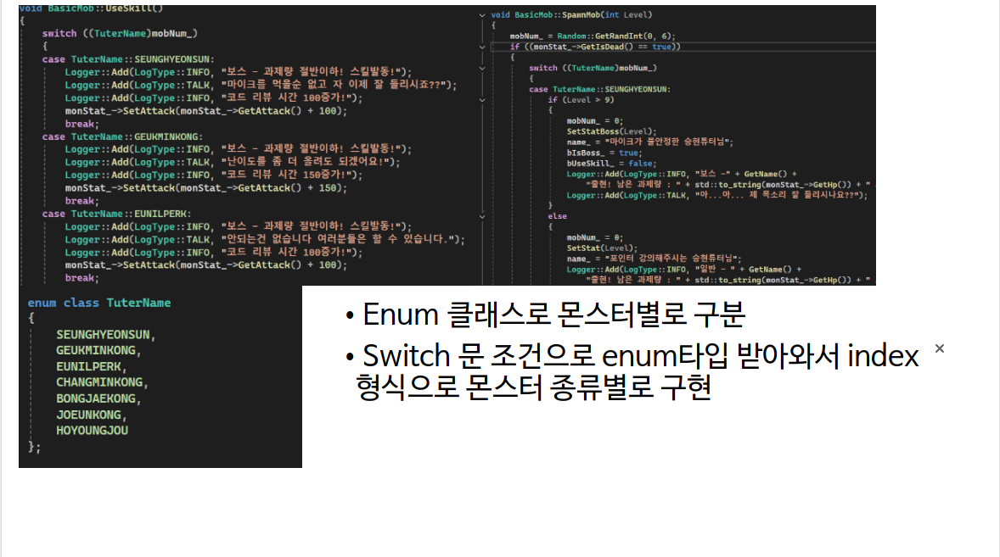 void BasicMob::UseSkill()
{
switch ((TuterName)mobNum_)
{
case TuterName::SEUNGHYEONSUN:
Logger::Add(LogType::INFO, "보스 - 과제량 절반이하! 스킬발동!");
Logger::Add(LogType::TALK, "마이크를 먹을순 없고 자 이제 잘 들리시죠??");
Logger::Add(LogType::INFO, "코드 리뷰 시간 100증가!");
monStat_->SetAttack(monStat_->GetAttack() + 100);
break;
case TuterName::GEUKMINKONG:
Logger::Add(LogType::INFO, "보스 - 과제량 절반이하! 스킬발동!");
Logger::Add(LogType::TALK, "난이도를 좀 더 올려도 되겠어요!");
Logger::Add(LogType::INFO, "코드 리뷰 시간 150증가!");
monStat_->SetAttack(monStat_->GetAttack() + 150);
break;
case TuterName::EUNILPERK:
Logger::Add(LogType::INFO, "보스 - 과제량 절반이하! 스킬발동!");
Logger::Add(LogType::TALK, "안되는건 없습니다 여러분들은 할 수 있습니다.");
Logger::Add(LogType::INFO, "코드 리뷰 시간 100증가!");
monStat_->SetAttack(monStat_->GetAttack() + 100);
break;
void BasicMob::SpawnMob(int Level)
{
mobNum_ = Random::GetRandInt(0, 6);
if ((monStat_->GetIsDead() == true))
{
switch ((TuterName)mobNum_)
{
case TuterName::SEUNGHYEONSUN:
if (Level > 9)
{
mobNum_ = 0;
SetStatBoss(Level);
name_ = "마이크가 불안정한 승현튜터님";
bIsBoss_ = true;
bUseSkill_ = false;
Logger::Add(LogType::INFO, "보스 -" + GetName() +
"출현! 남은 과제량 : " + std::to_string(monStat_->GetHp()) + "
Logger::Add(LogType::TALK, "아...아... 제 목소리 잘 들리시나요??");
}
else
{
mobNum_ = 0;
SetStat(Level);
name_ = "포인터 강의해주시는 승현튜터님";
Logger::Add(LogType::INFO, "일반 - " + GetName() +
"출현! 남은 과제량 : " + std::to_string(monStat_->GetHp()) + "
enum class TuterName
{
SEUNGHYEONSUN,
GEUKMINKONG,
EUNILPERK,
CHANGMINKONG,
BONGJAEKONG,
JOEUNKONG,
HOYOUNGJOU
};
• Enum 클래스로 몬스터별로 구분
• Switch 문 조건으로 enum타입 받아와서 index
형식으로 몬스터 종류별로 구현